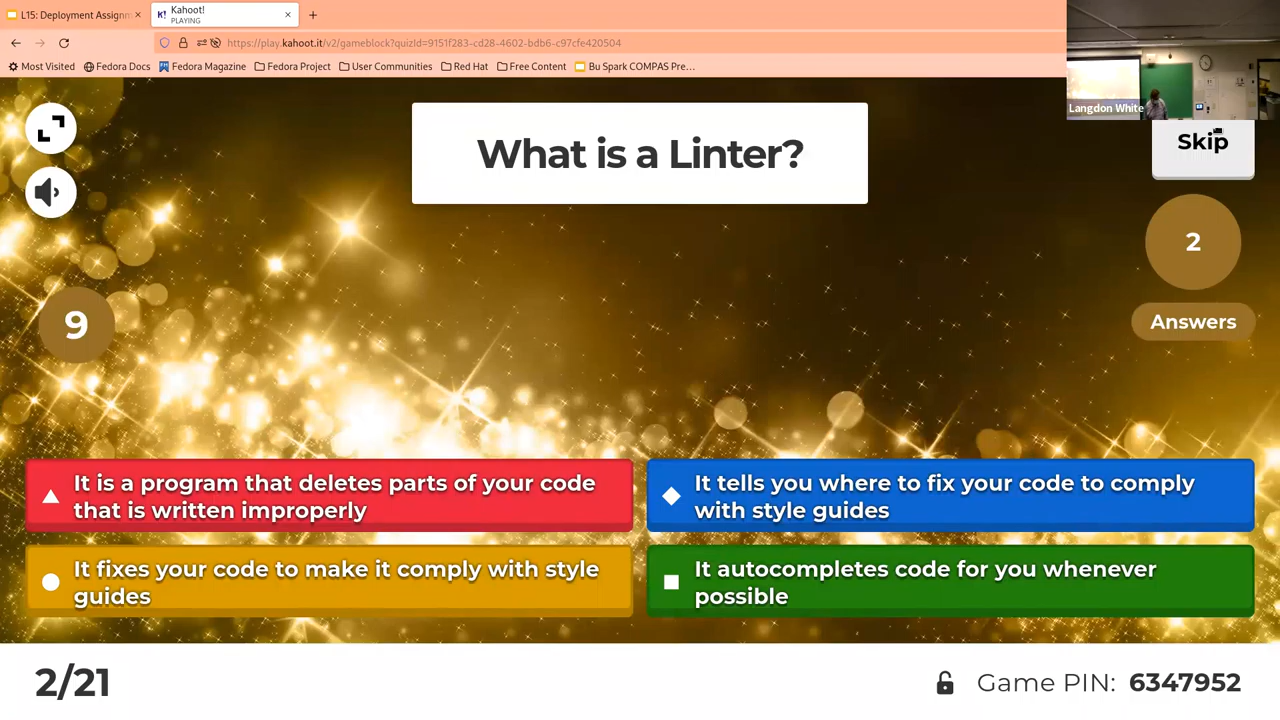 L15: Deployment Assignm
Kahoot!
PLAYING
https://play.kahoot.it/v2/gameblock?quizId=9151f283-cd28-4602-bdb6-c97cfe420504
Most Visited
Fedora Docs
Fedora Magazine
Fedora Project
User Communities
Red Hat
Free Content
Bu Spark COMPAS Pre…
Langdon White
What is a Linter?
Skip
2
Answers
9
It is a program that deletes parts of your code
that is written improperly
It tells you where to fix your code to comply
with style guides
It fixes your code to make it comply with style
guides
It autocompletes code for you whenever
possible
2/21
Game PIN: 6347952